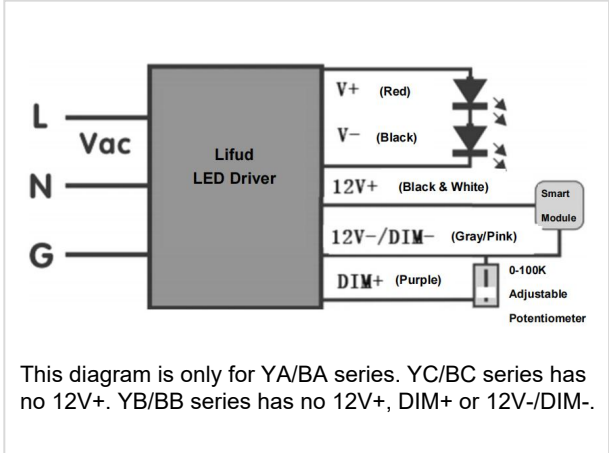 V+ (Red)
L
Vac
V- (Black)
Lifud
LED Driver
N
12V+ (Black & White)
Smart
Module
12V-/DIM- (Gray/Pink)
G
DIM+ (Purple)
0-100K
Adjustable
Potentiometer
This diagram is only for YA/BA series. YC/BC series has
no 12V+. YB/BB series has no 12V+, DIM+ or 12V-/DIM-.